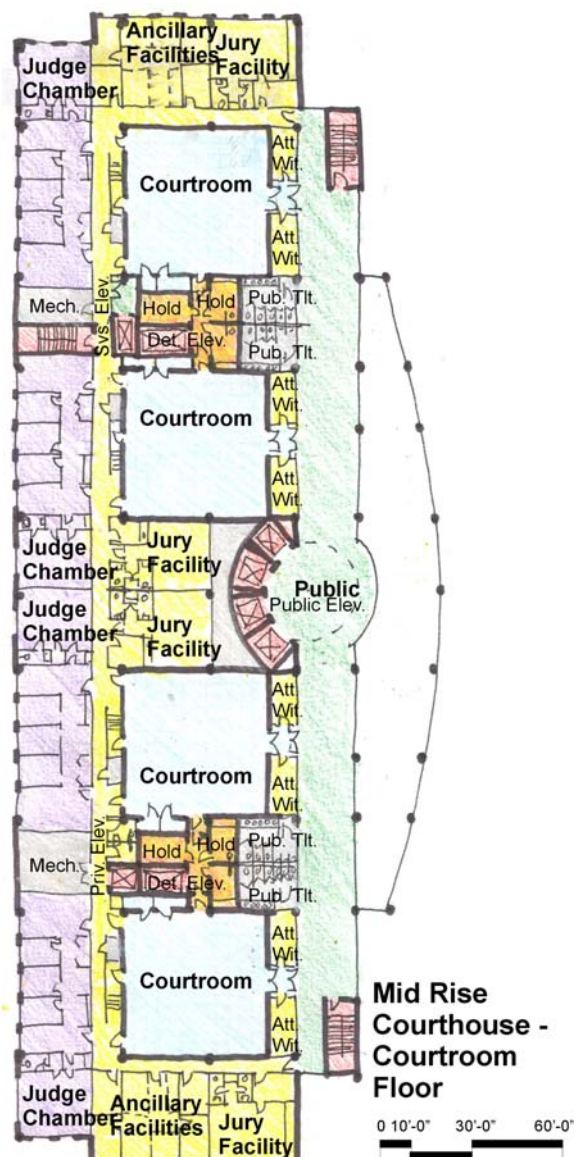 Ancillary
Facilities
Jury
Facility
Judge
Chamber
Att.
Wit.
Courtroom
Att.
Wit.
Mech.
Svs. Elev.
Hold
Hold
Pub. Tlt.
Det. Elev.
Pub. Tlt.
Att.
Wit.
Courtroom
Att.
Wit.
Judge
Chamber
Jury
Facility
Public
Public Elev.
Judge
Chamber
Jury
Facility
Att.
Wit.
Courtroom
Att.
Wit.
Mech.
Priv. Elev.
Hold
Hold
Pub. Tlt.
Det. Elev.
Pub. Tlt.
Att.
Wit.
Courtroom
Att.
Wit.
Judge
Chamber
Ancillary
Facilities
Jury
Facility
Mid Rise
Courthouse -
Courtroom
Floor
0 10'-0" 30'-0" 60'-0"